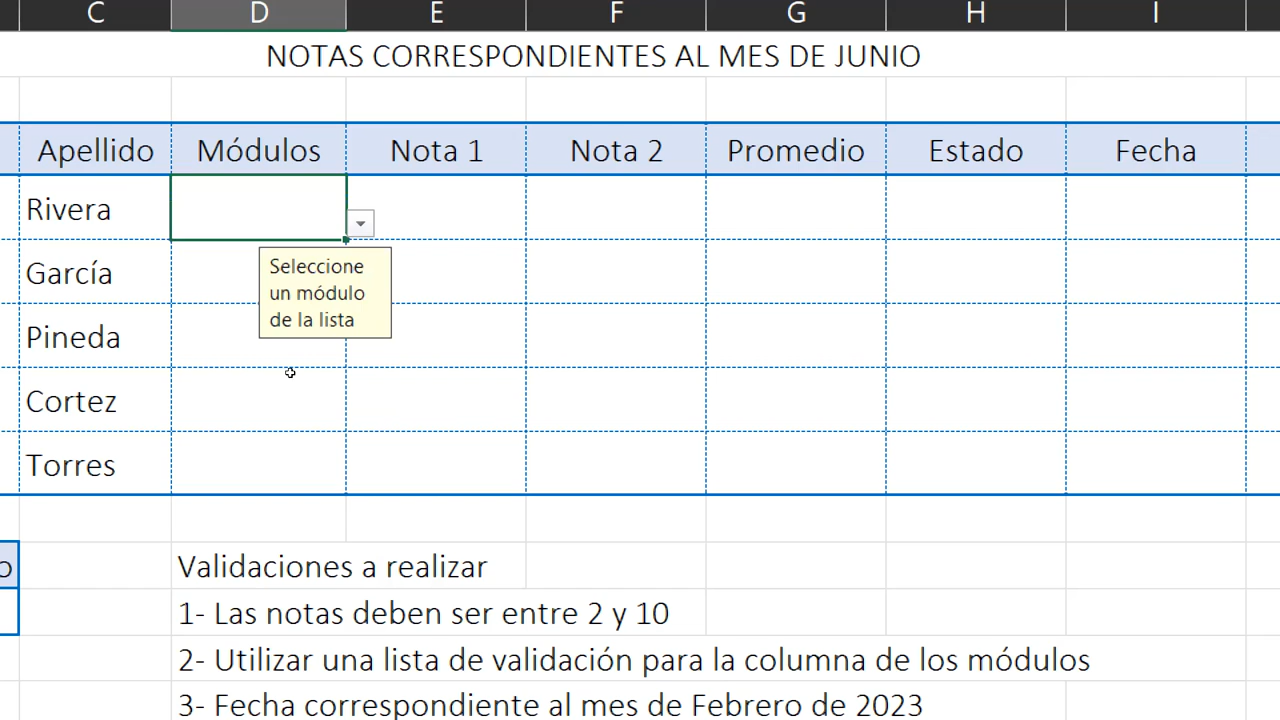 C D E F G H I
NOTAS CORRESPONDIENTES AL MES DE JUNIO
Apellido Módulos Nota 1 Nota 2 Promedio Estado Fecha
Rivera
Seleccione
un módulo
de la lista
García
Pineda
Cortez
Torres
o
Validaciones a realizar
1- Las notas deben ser entre 2 y 10
2- Utilizar una lista de validación para la columna de los módulos
3- Fecha correspondiente al mes de Febrero de 2023